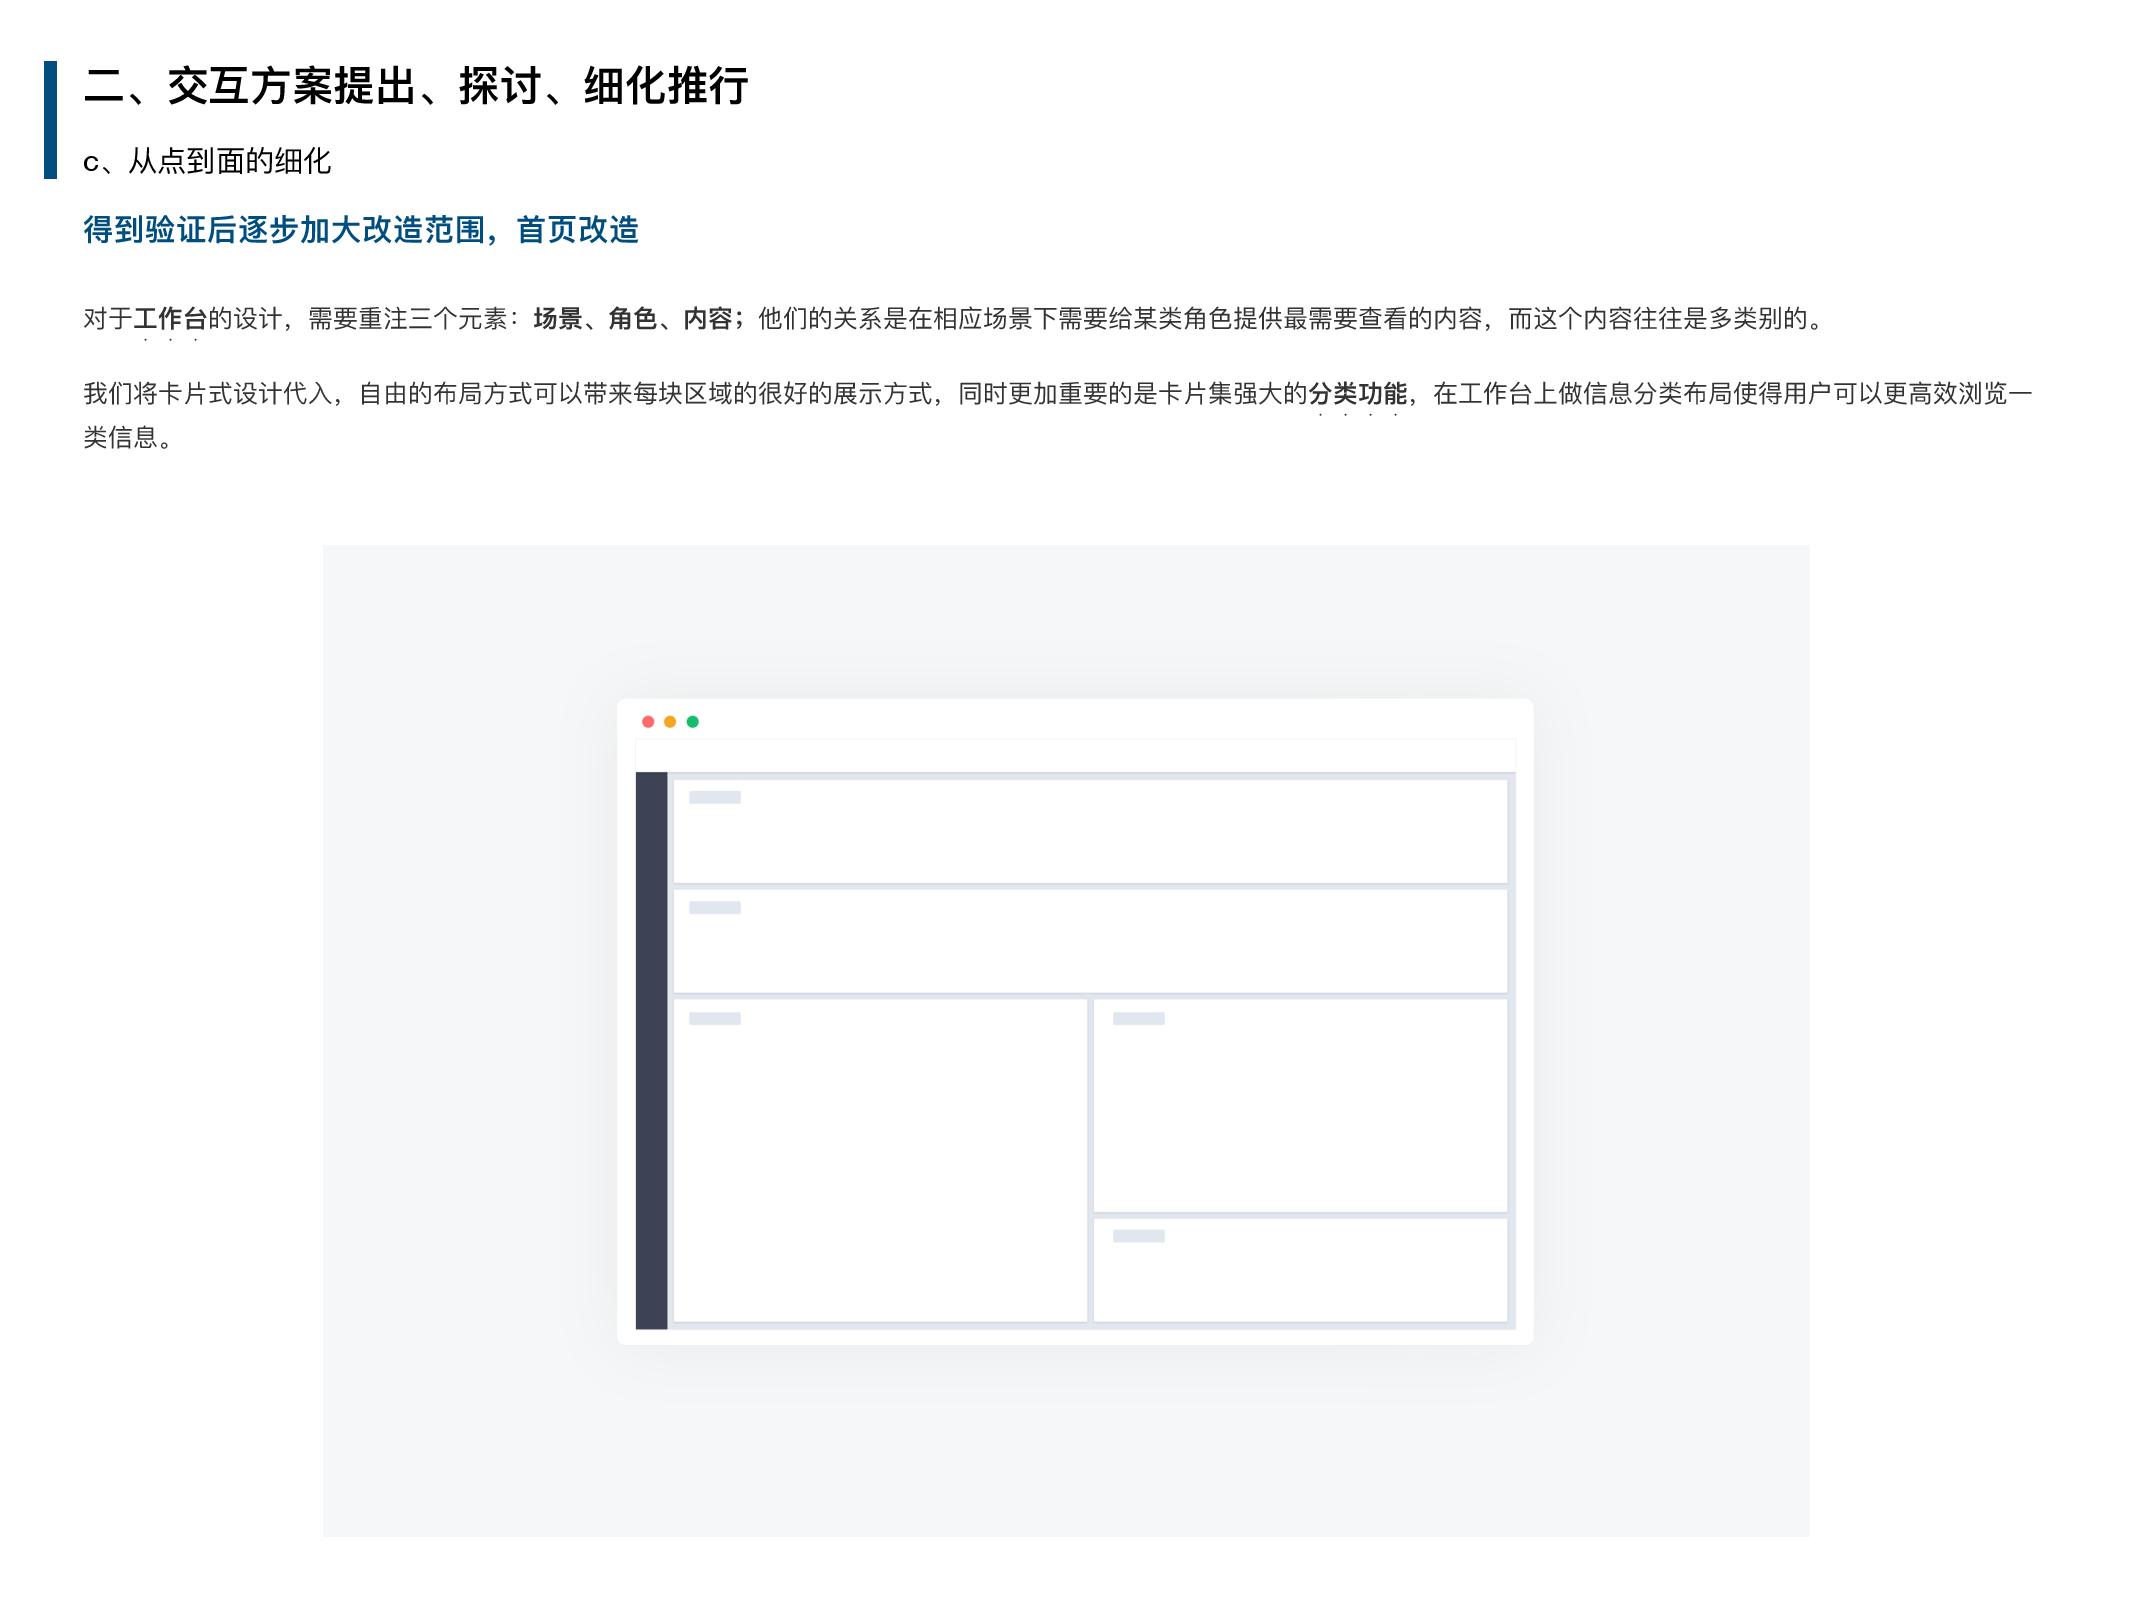 二、交互方案提出、探讨、细化推行
c、从点到面的细化
得到验证后逐步加大改造范围，首页改造
对于工作台的设计，需要重注三个元素：场景、角色、内容；他们的关系是在相应场景下需要给某类角色提供最需要查看的内容，而这个内容往往是多类别的。
我们将卡片式设计代入，自由的布局方式可以带来每块区域的很好的展示方式，同时更加重要的是卡片集强大的分类功能，在工作台上做信息分类布局使得用户可以更高效浏览一
类信息。